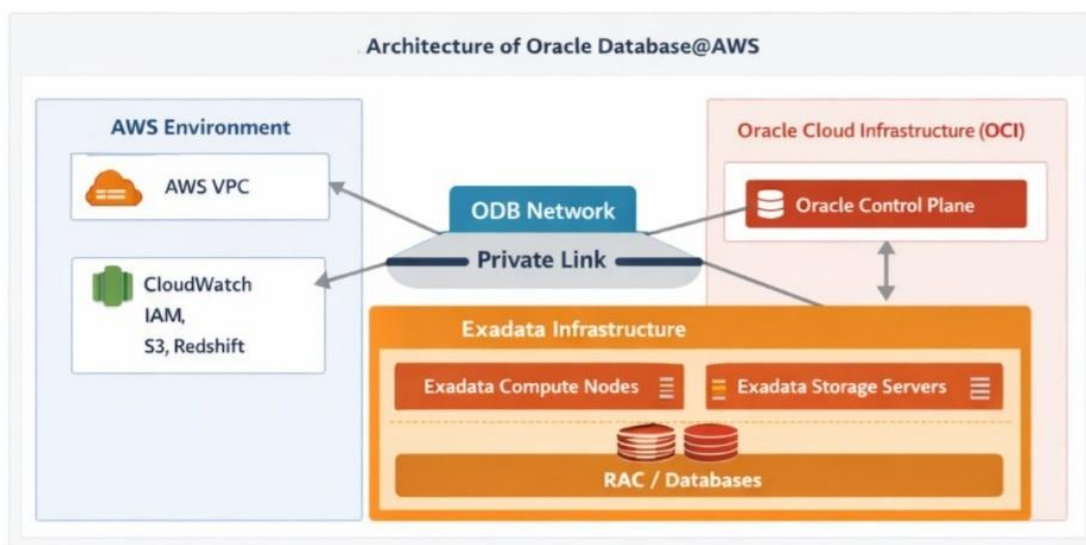 Architecture of Oracle Database@AWS
AWS Environment
AWS VPC
CloudWatch
IAM,
S3, Redshift
ODB Network
Private Link
Oracle Cloud Infrastructure (OCI)
Oracle Control Plane
Exadata Infrastructure
Exadata Compute Nodes
Exadata Storage Servers
RAC / Databases